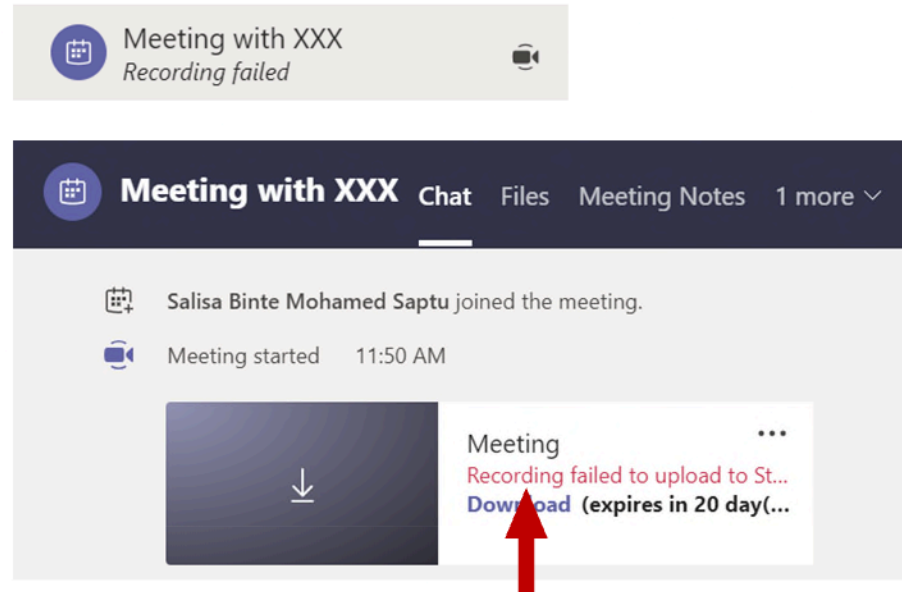 Meeting with XXX
Recording failed
Meeting with XXX Chat Files Meeting Notes 1 more
Salisa Binte Mohamed Saptu joined the meeting.
Meeting started 11:50 AM
Meeting
Recording failed to upload to St...
Download (expires in 20 day(...